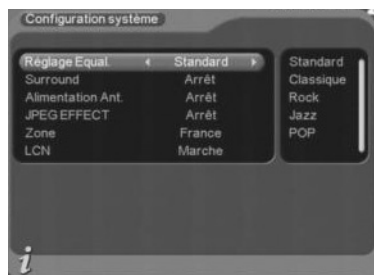 Configuration système
Réglage Equal. Standard
Surround Arrêt
Alimentation Ant. Arrêt
JPEG EFFECT Arrêt
Zone France
LCN Marche
Standard
Classique
Rock
Jazz
POP
i